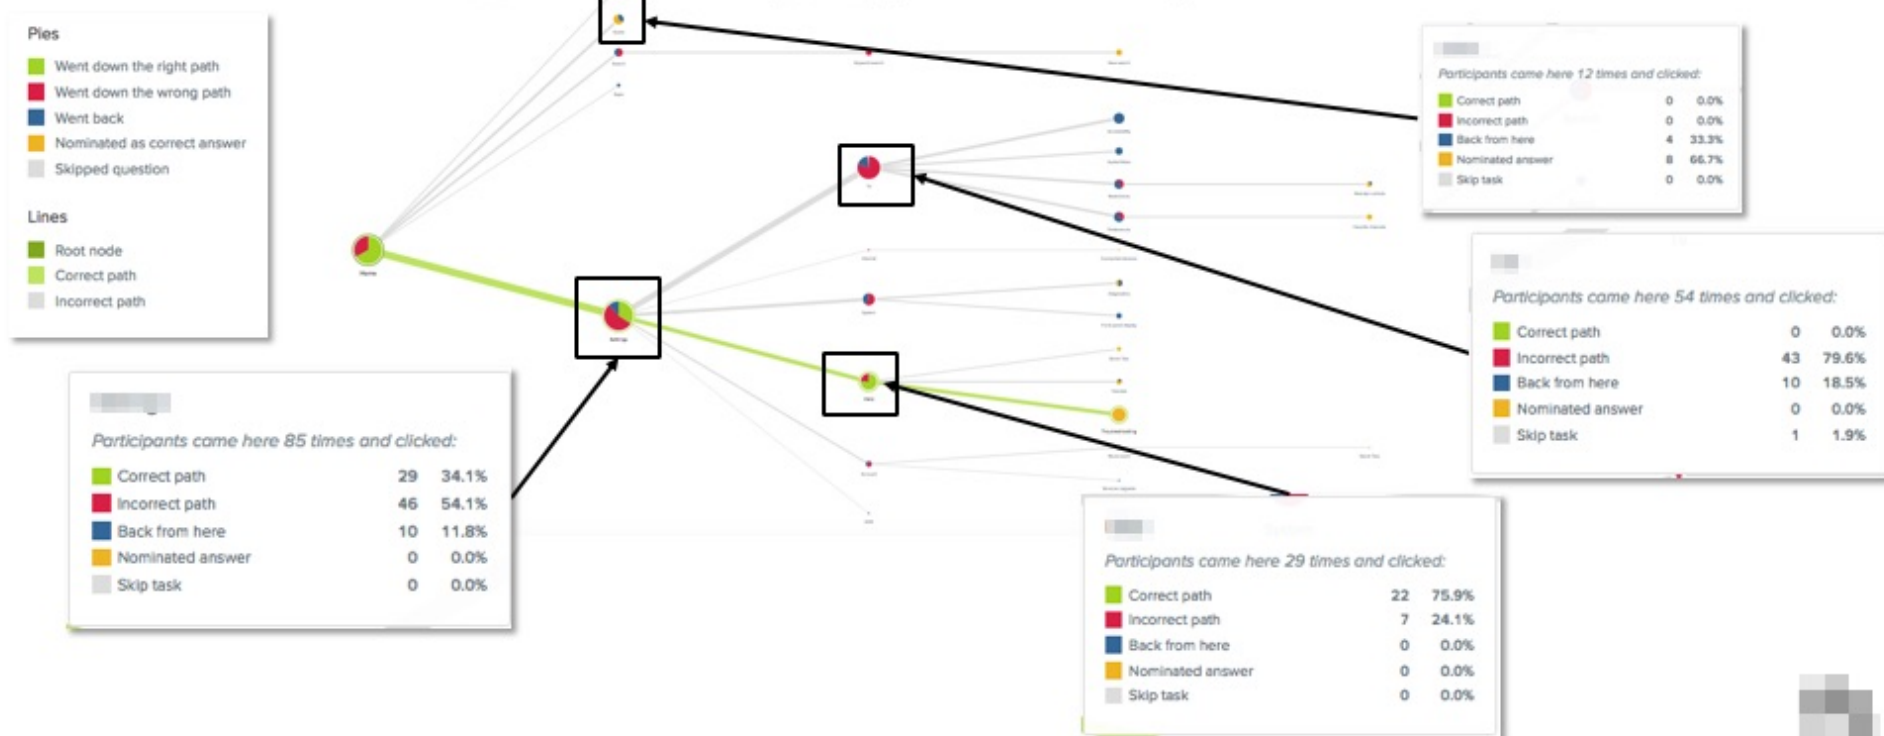 Pies
Went down the right path
Went down the wrong path
Went back
Nominated as correct answer
Skipped question
Lines
Root node
Correct path
Incorrect path
Participants came here 85 times and clicked:
Correct path 29 34.1%
Incorrect path 46 54.1%
Back from here 10 11.8%
Nominated answer 0 0.0%
Skip task 0 0.0%
Participants came here 12 times and clicked:
Correct path 0 0.0%
Incorrect path 0 0.0%
Back from here 4 33.3%
Nominated answer 8 66.7%
Skip task 0 0.0%
Participants came here 54 times and clicked:
Correct path 0 0.0%
Incorrect path 43 79.6%
Back from here 10 18.5%
Nominated answer 0 0.0%
Skip task 1 1.9%
Participants came here 29 times and clicked:
Correct path 22 75.9%
Incorrect path 7 24.1%
Back from here 0 0.0%
Nominated answer 0 0.0%
Skip task 0 0.0%